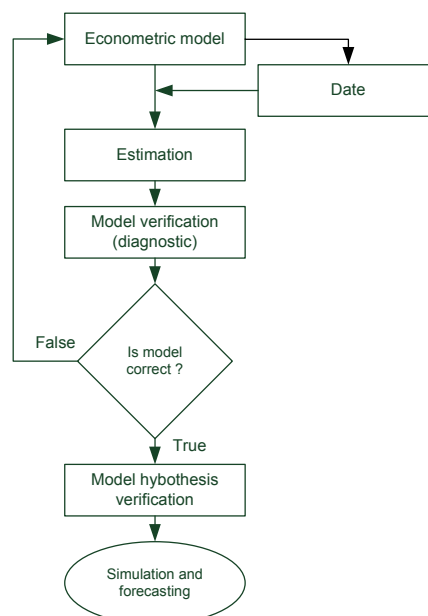 Econometric model
Date
Estimation
Model verification
(diagnostic)
Is model
correct ?
False
True
Model hybothesis
verification
Simulation and
forecasting